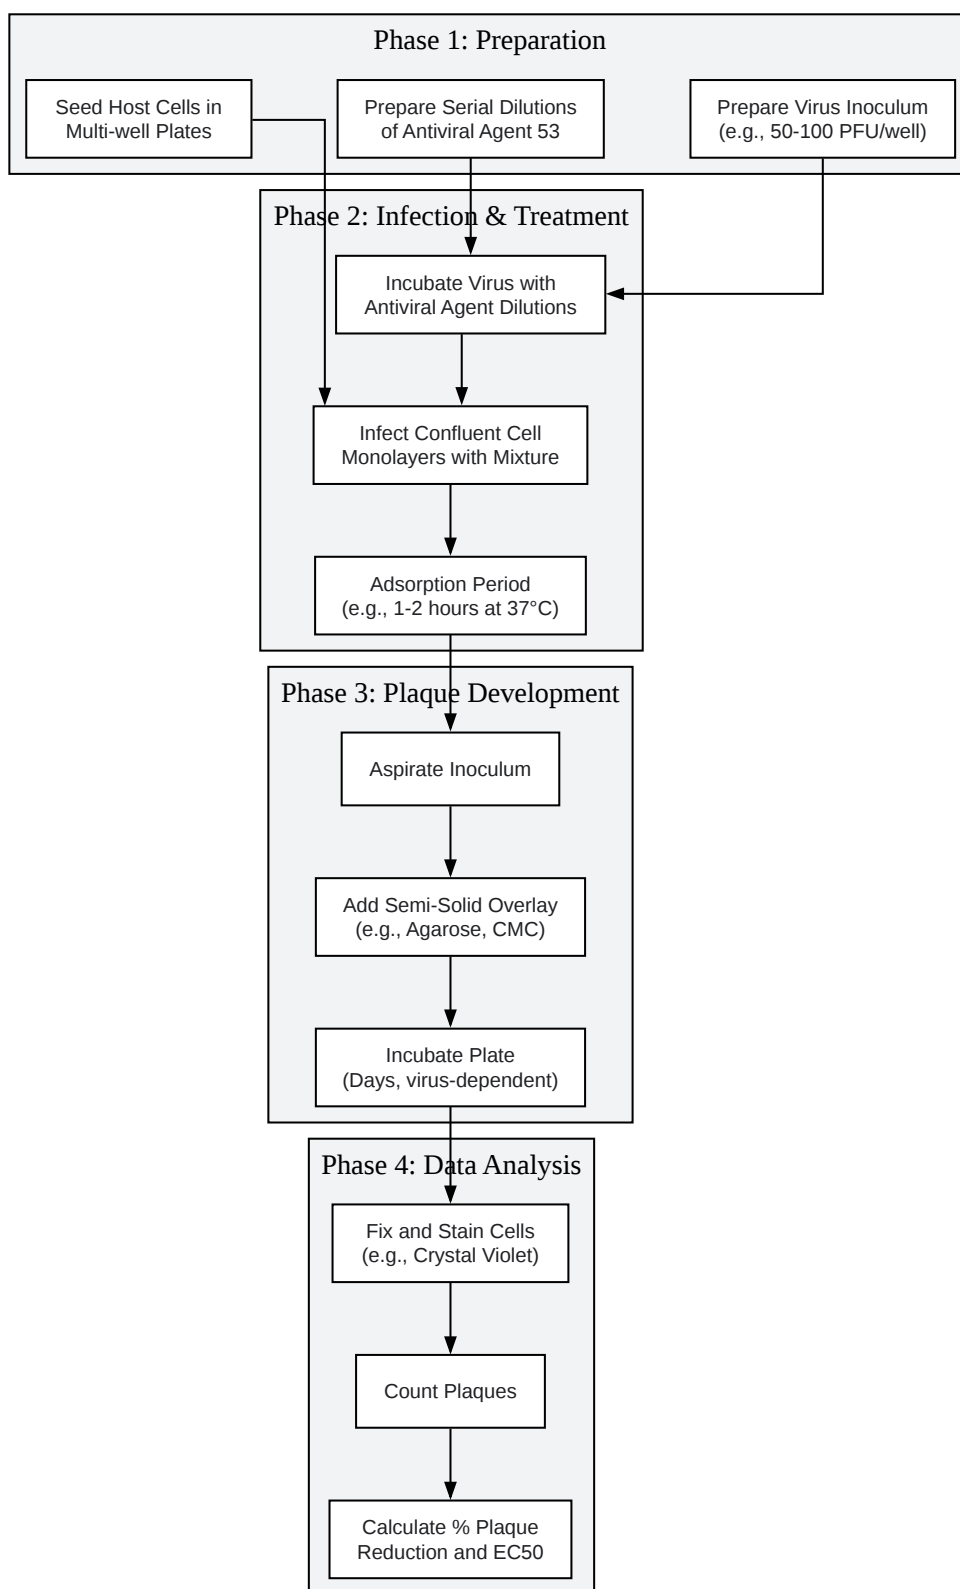 Phase 1: Preparation
Seed Host Cells in
Multi-well Plates
Prepare Serial Dilutions
of Antiviral Agent 53
Prepare Virus Inoculum
(e.g., 50-100 PFU/well)
Phase 2: Infection & Treatment
Incubate Virus with
Antiviral Agent Dilutions
Infect Confluent Cell
Monolayers with Mixture
Adsorption Period
(e.g., 1-2 hours at 37°C)
Phase 3: Plaque Development
Aspirate Inoculum
Add Semi-Solid Overlay
(e.g., Agarose, CMC)
Incubate Plate
(Days, virus-dependent)
Phase 4: Data Analysis
Fix and Stain Cells
(e.g., Crystal Violet)
Count Plaques
Calculate % Plaque
Reduction and EC50